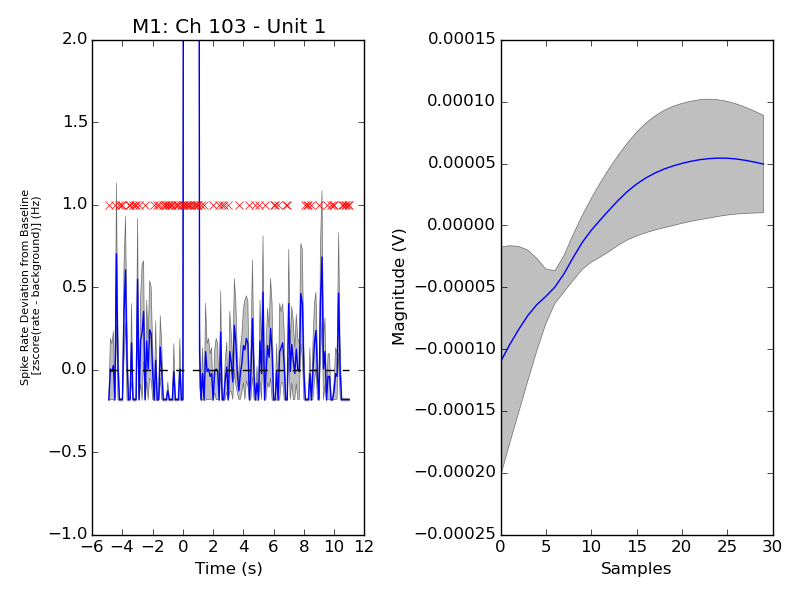 M1: Ch 103 - Unit 1
Spike Rate Deviation from Baseline
[zscore(rate - background)] (Hz)
2.0
1.5
1.0
0.5
0.0
−0.5
−1.0
−6 −4 −2 0 2 4 6 8 10 12
Time (s)
Magnitude (V)
0.00015
0.00010
0.00005
0.00000
−0.00005
−0.00010
−0.00015
−0.00020
−0.00025
0 5 10 15 20 25 30
Samples